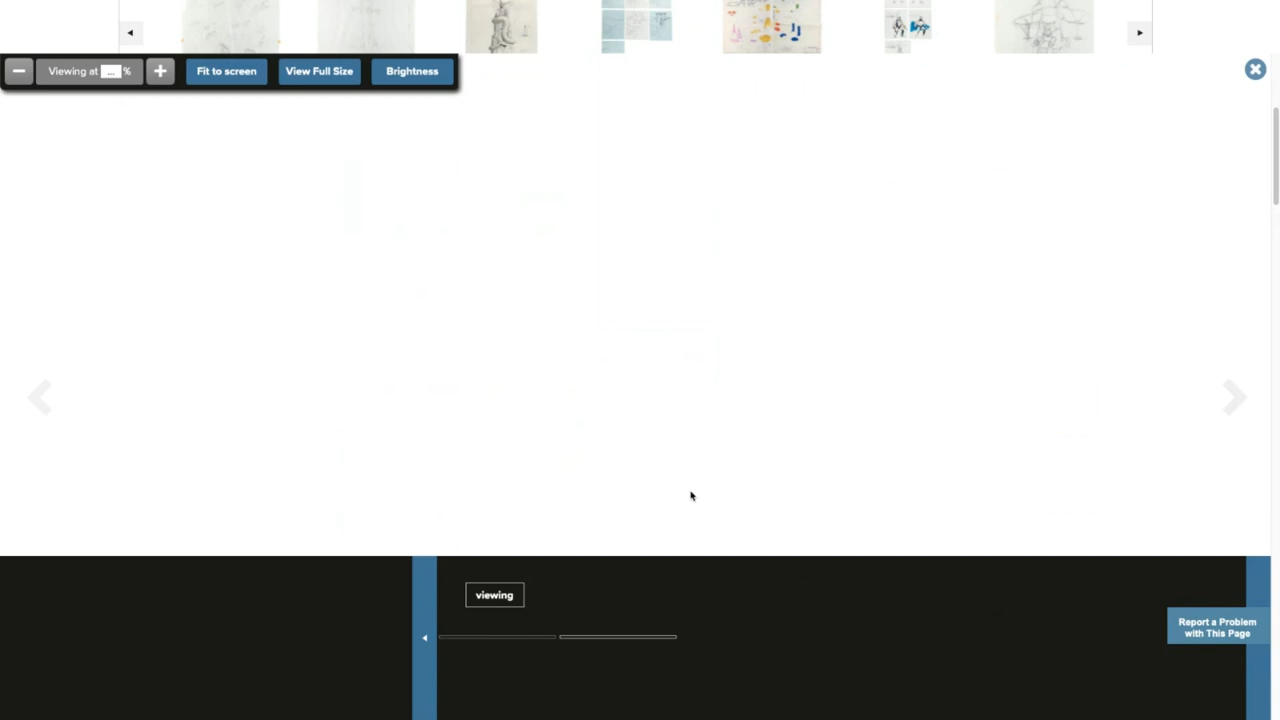 Viewing at ... %
Fit to screen
View Full Size
Brightness
viewing
Report a Problem
with This Page